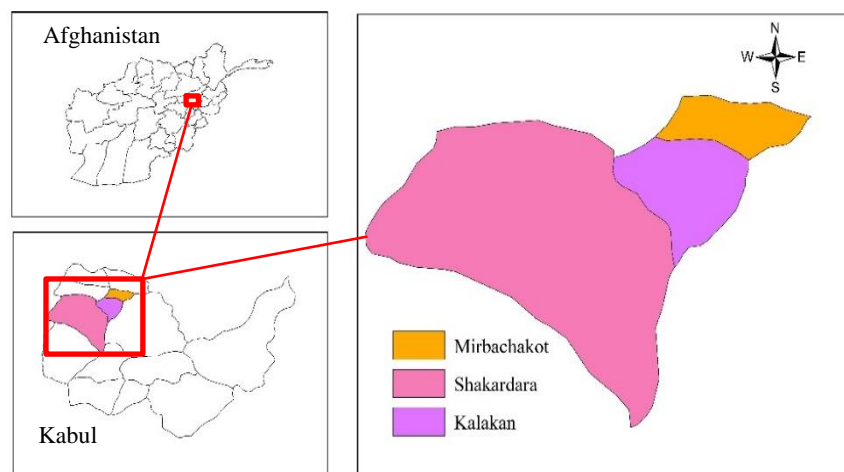 Afghanistan
Kabul
N
W E
S
Mirbachakot
Shakardara
Kalakan